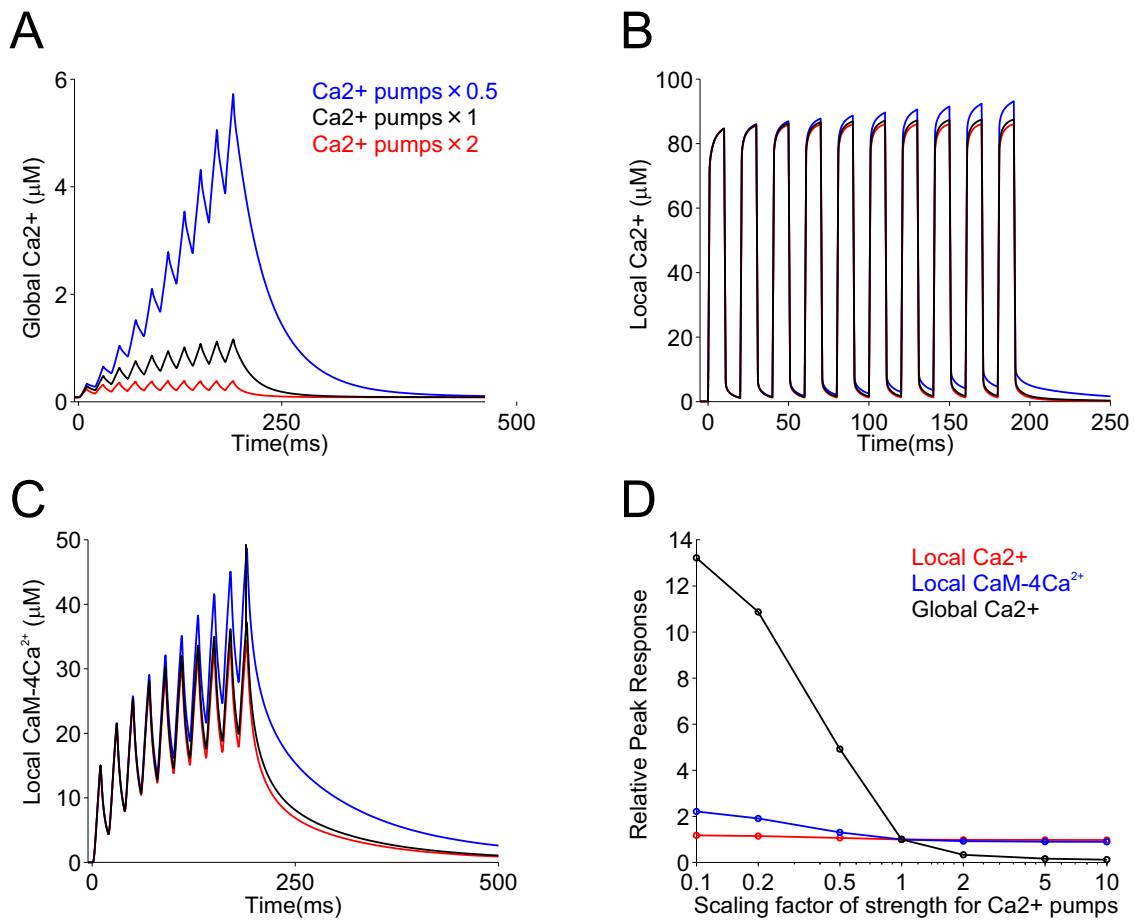 A
Global Ca2+ (μM)
6
4
2
0
0
250
500
Time(ms)
Ca2+ pumps×0.5
Ca2+ pumps×1
Ca2+ pumps×2
B
Local Ca2+ (μM)
100
80
60
40
20
0
0
50
100
150
200
250
Time(ms)
C
Local CaM-4Ca²⁺ (μM)
50
40
30
20
10
0
0
250
500
Time(ms)
D
Relative Peak Response
14
12
10
8
6
4
2
0
0.1
0.2
0.5
1
2
5
10
Scaling factor of strength for Ca2+ pumps
Local Ca2+
Local CaM-4Ca²⁺
Global Ca2+